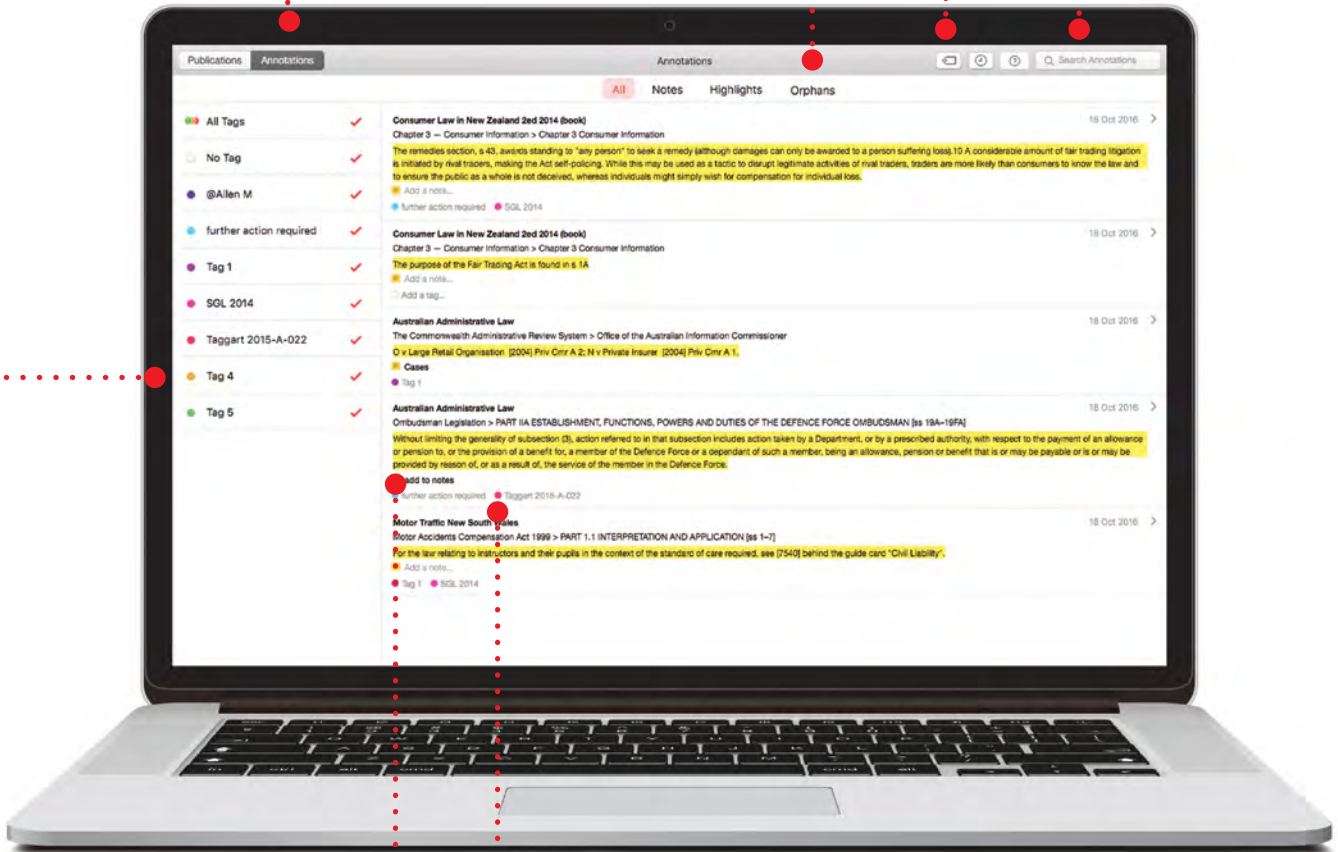 Publications Annotations
Annotations
Search Annotations
All Notes Highlights Orphans
All Tags
No Tag
@Allen M
further action required
Tag 1
SGL 2014
Taggart 2015-A-022
Tag 4
Tag 5
Consumer Law in New Zealand 2ed 2014 (book) 18 Oct 2016
Chapter 3 — Consumer Information > Chapter 3 Consumer Information
The remedies section, s 43, awards standing to "any person" to seek a remedy (although damages can only be awarded to a person suffering loss).10 A considerable amount of fair trading litigation
is initiated by rival traders, making the Act self-policing. While this may be used as a tactic to disrupt legitimate activities of rival traders, traders are more likely than consumers to know the law and
to ensure the public as a whole is not deceived, whereas individuals might simply wish for compensation for individual loss.
Add a note...
further action required SGL 2014
Consumer Law in New Zealand 2ed 2014 (book) 18 Oct 2016
Chapter 3 — Consumer Information > Chapter 3 Consumer Information
The purpose of the Fair Trading Act is found in s 1A
Add a note...
Add a tag...
Australian Administrative Law 18 Oct 2016
The Commonwealth Administrative Review System > Office of the Australian Information Commissioner
O v Large Retail Organisation [2004] Priv Cmr A 2; N v Private Insurer [2004] Priv Cmr A 1.
Cases
Tag 1
Australian Administrative Law 18 Oct 2016
Ombudsman Legislation > PART IIA ESTABLISHMENT, FUNCTIONS, POWERS AND DUTIES OF THE DEFENCE FORCE OMBUDSMAN [ss 19A–19FA]
Without limiting the generality of subsection (3), action referred to in that subsection includes action taken by a Department, or by a prescribed authority, with respect to the payment of an allowance
or pension to, or the provision of a benefit for, a member of the Defence Force or a dependant of such a member, being an allowance, pension or benefit that is or may be payable or is or may be
provided by reason of, or as a result of, the service of the member in the Defence Force.
add to notes
further action required Taggart 2015-A-022
Motor Traffic New South Wales 18 Oct 2016
Motor Accidents Compensation Act 1999 > PART 1.1 INTERPRETATION AND APPLICATION [ss 1–7]
For the law relating to instructors and their pupils in the context of the standard of care required, see [7540] behind the guide card "Civil Liability".
Add a note...
Tag 1 SGL 2014